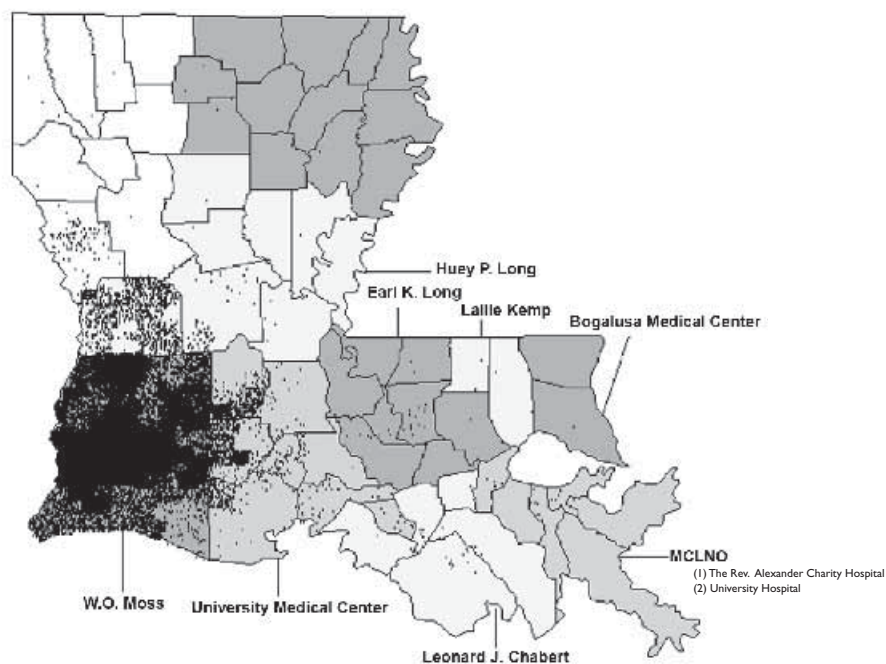 Huey P. Long
Earl K. Long
Lallie Kemp
Bogalusa Medical Center
MCLNO
(1) The Rev. Alexander Charity Hospital
(2) University Hospital
W.O. Moss
University Medical Center
Leonard J. Chabert